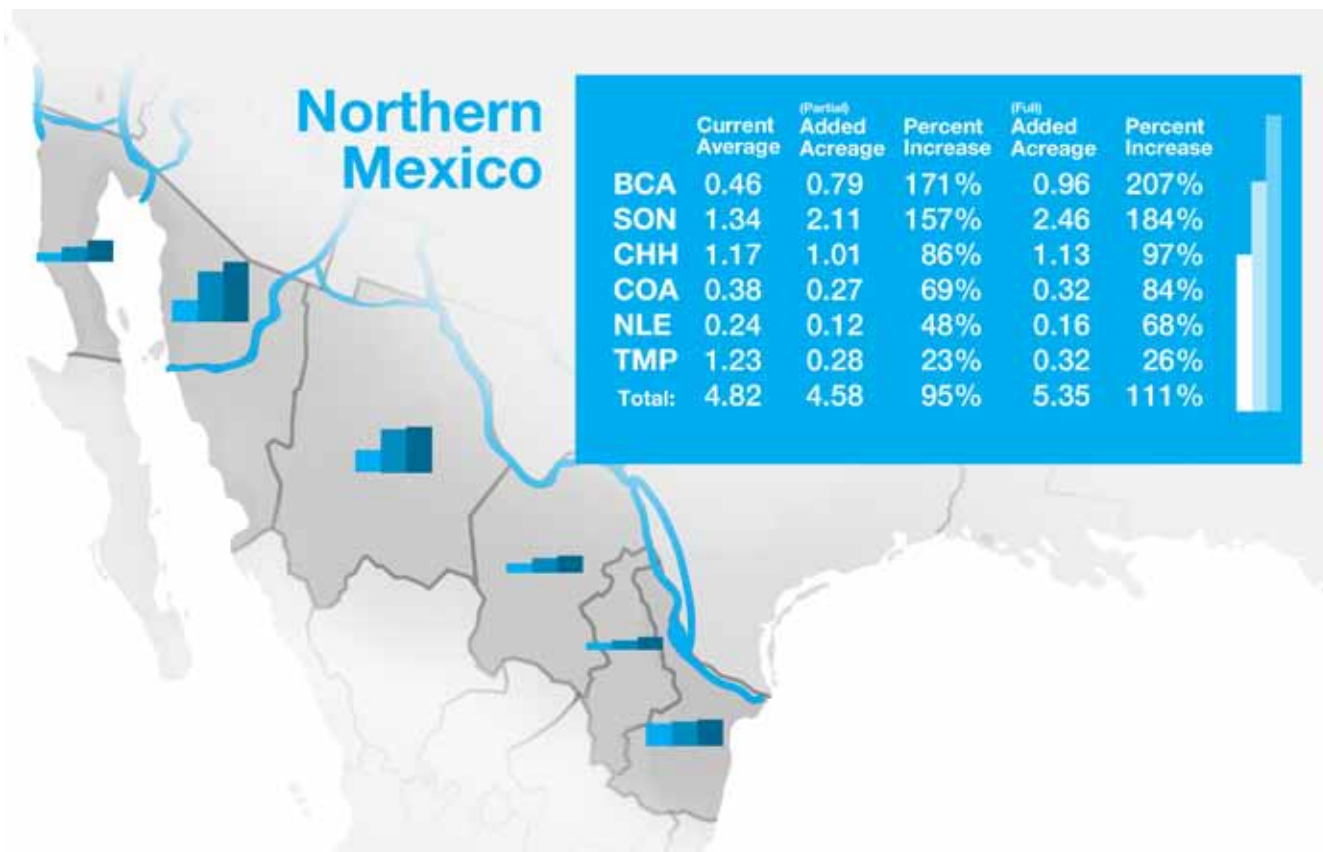 Northern
Mexico
(Partial) (Full)
Current Added Percent Added Percent
Average Acreage Increase Acreage Increase
BCA 0.46 0.79 171% 0.96 207%
SON 1.34 2.11 157% 2.46 184%
CHH 1.17 1.01 86% 1.13 97%
COA 0.38 0.27 69% 0.32 84%
NLE 0.24 0.12 48% 0.16 68%
TMP 1.23 0.28 23% 0.32 26%
Total: 4.82 4.58 95% 5.35 111%